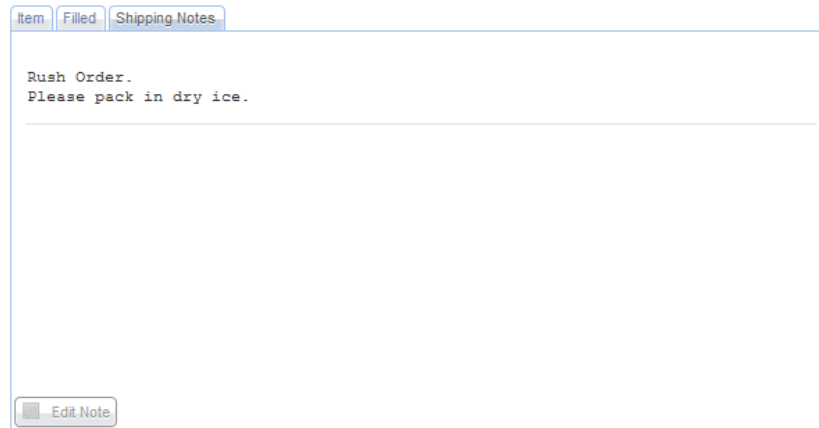 Item Filled Shipping Notes
Rush Order.
Please pack in dry ice.
Edit Note